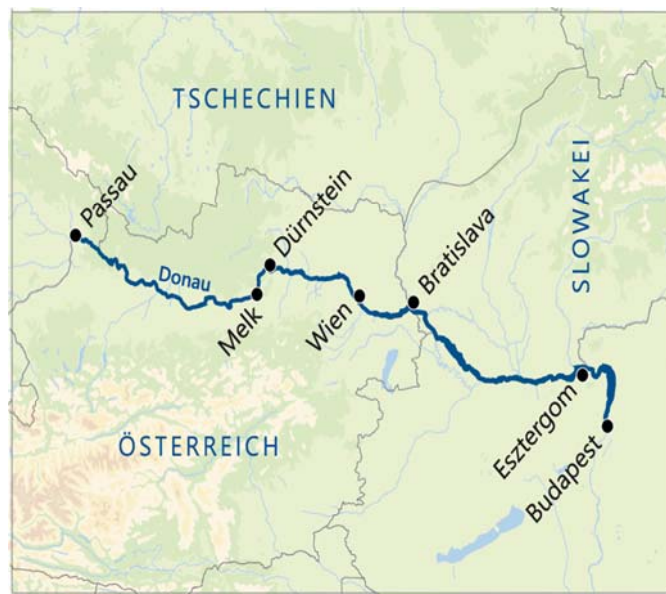 TSCHECHIEN
SLOWAKEI
Passau
Dürnstein
Bratislava
Donau
Melk
Wien
Esztergom
Budapest
ÖSTERREICH